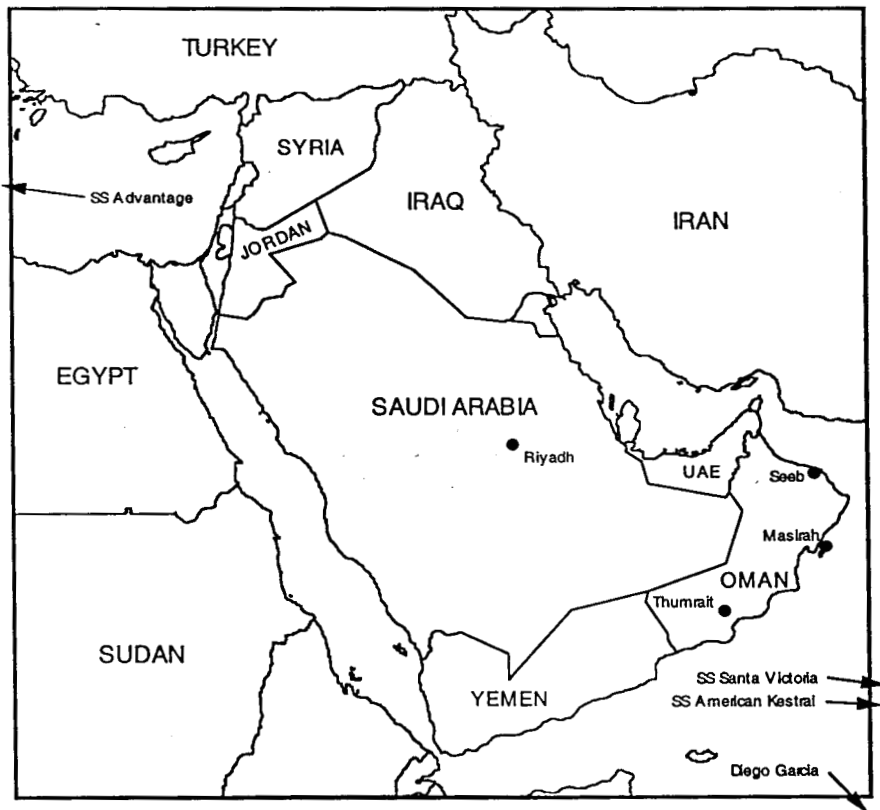 TURKEY
SYRIA
SS Advantage
IRAQ
IRAN
JORDAN
EGYPT
SAUDI ARABIA
Riyadh
UAE
Seeb
Masirah
OMAN
Thumrait
SUDAN
SS Santa Victoria
YEMEN
SS American Kestral
Diego Garcia